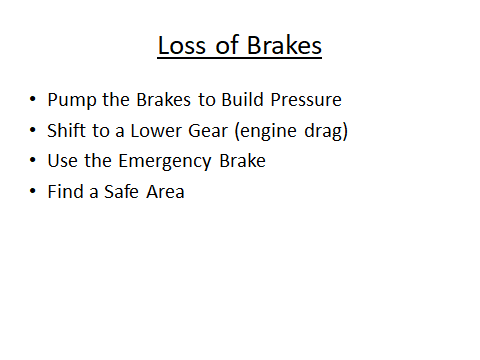 Loss of Brakes
• Pump the Brakes to Build Pressure
• Shift to a Lower Gear (engine drag)
• Use the Emergency Brake
• Find a Safe Area